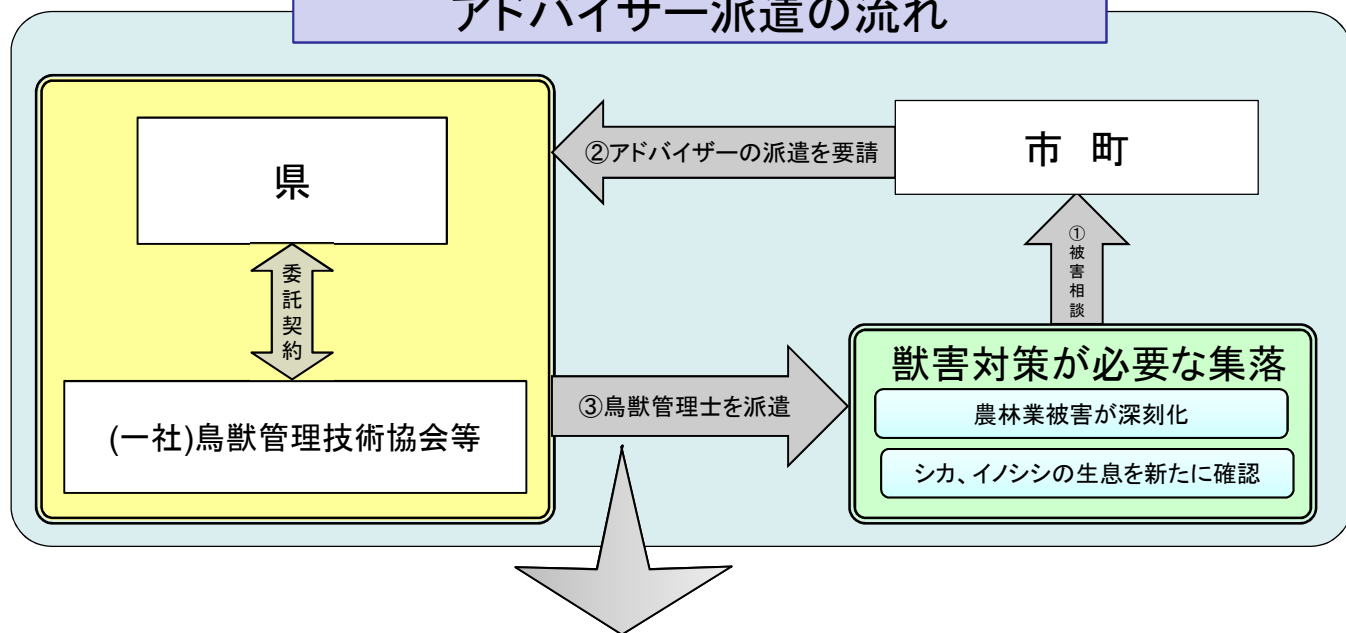 アドバイザー派遣の流れ
県
委託契約
(一社)鳥獣管理技術協会等
②アドバイザーの派遣を要請
市 町
①被害相談
③鳥獣管理士を派遣
獣害対策が必要な集落
農林業被害が深刻化
シカ、イノシシの生息を新たに確認